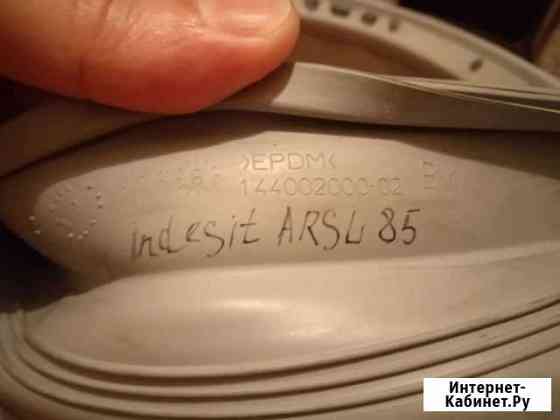 >EPDM<
144002000-02
indesit ARSL 85
Интернет-
Кабинет.Ру